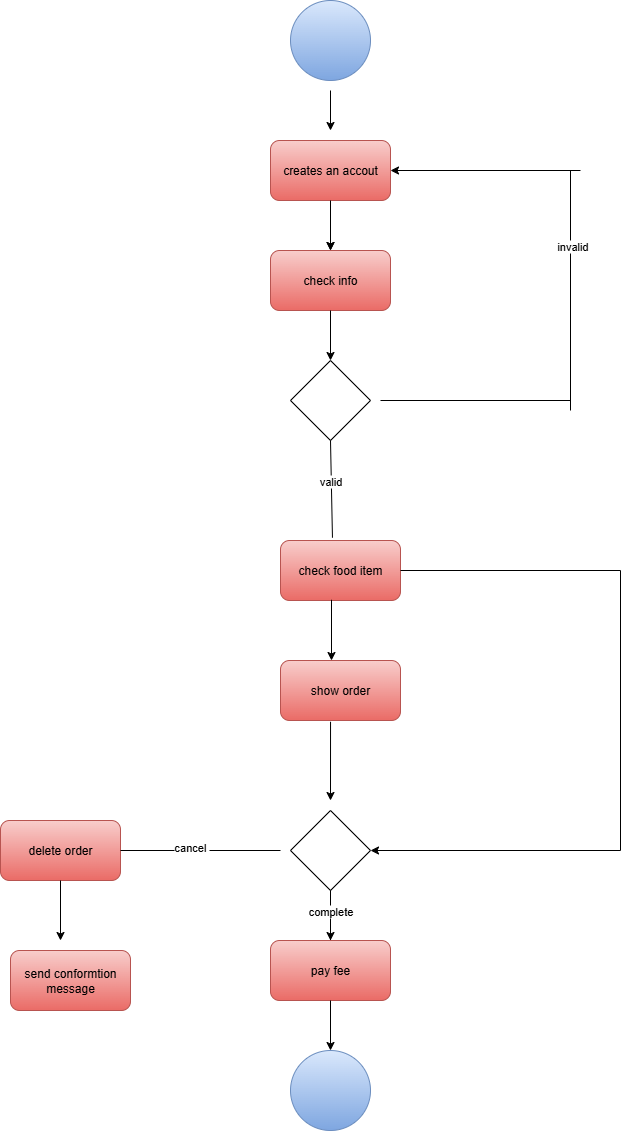 creates an accout
invalid
check info
valid
check food item
show order
delete order
cancel
complete
send conformtion
message
pay fee